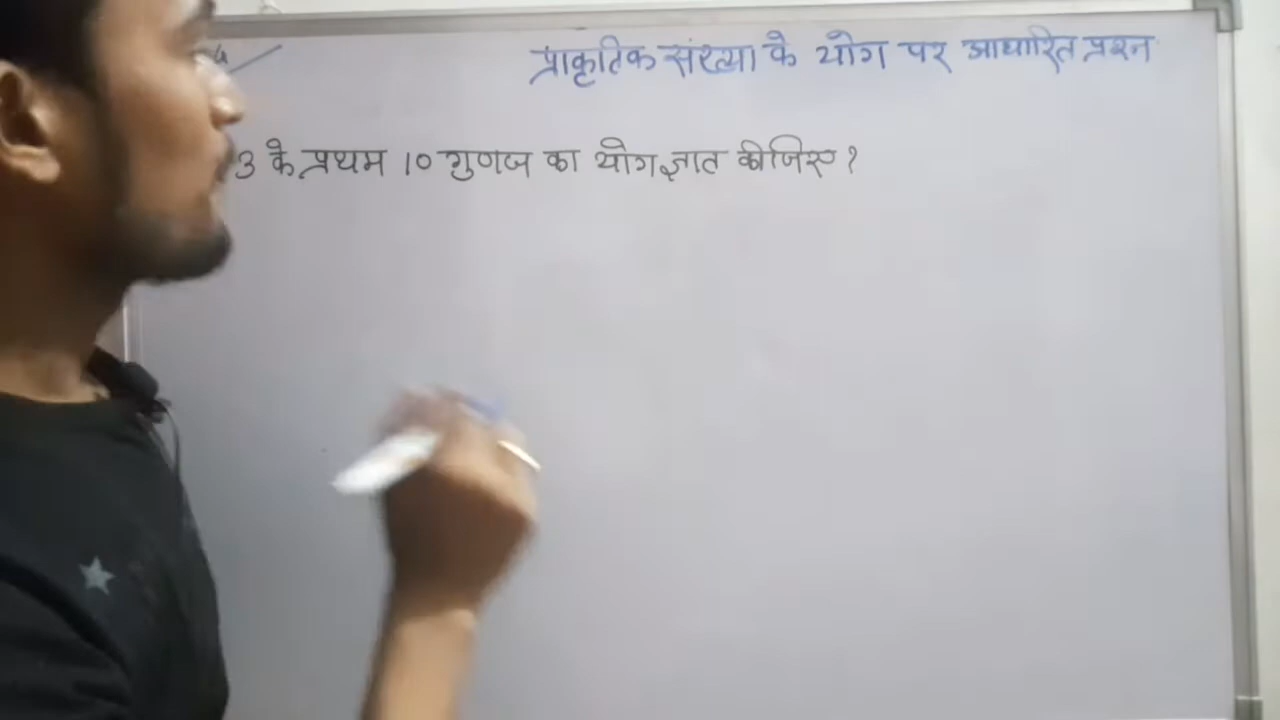 प्राकृतिक संख्या के योग पर आधारित प्रश्न
3 के प्रथम 10 गुणज का योग ज्ञात कीजिए ?